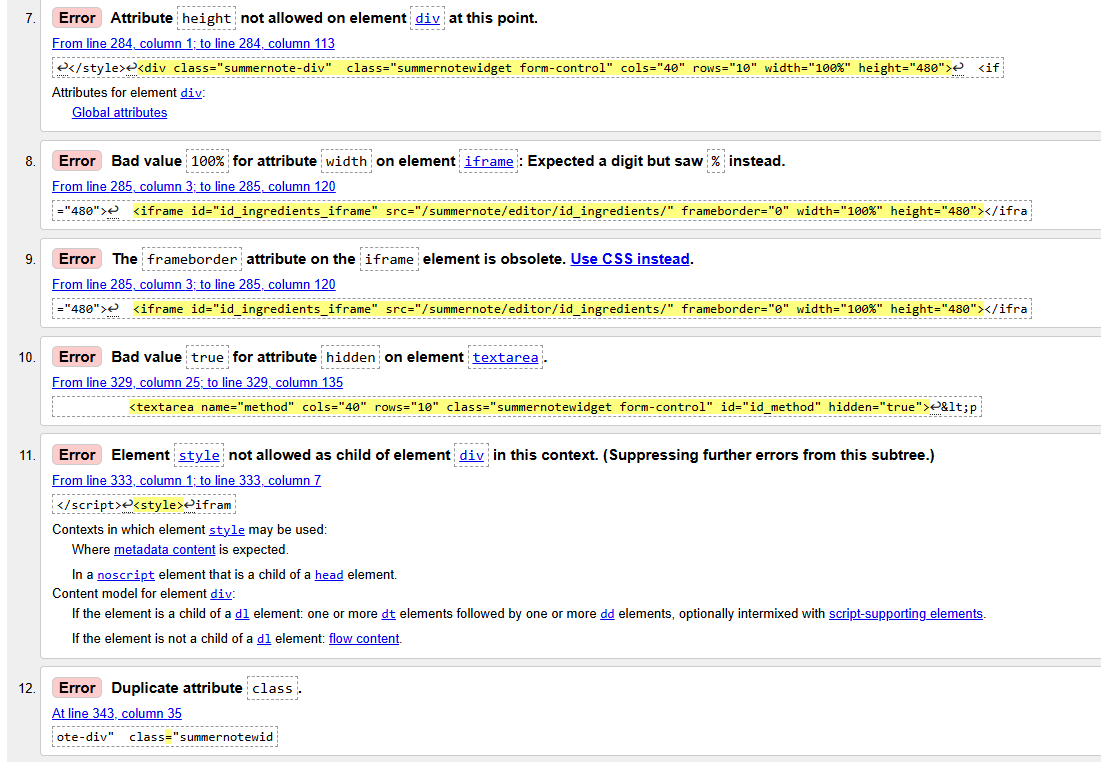 7. Error Attribute height not allowed on element div at this point.
From line 284, column 1; to line 284, column 113
↩</style>↩<div class="summernote-div"  class="summernotewidget form-control" cols="40" rows="10" width="100%" height="480">↩  <if
Attributes for element div:
Global attributes
8. Error Bad value 100% for attribute width on element iframe: Expected a digit but saw % instead.
From line 285, column 3; to line 285, column 120
="480">↩  <iframe id="id_ingredients_iframe" src="/summernote/editor/id_ingredients/" frameborder="0" width="100%" height="480"></ifra
9. Error The frameborder attribute on the iframe element is obsolete. Use CSS instead.
From line 285, column 3; to line 285, column 120
="480">↩  <iframe id="id_ingredients_iframe" src="/summernote/editor/id_ingredients/" frameborder="0" width="100%" height="480"></ifra
10. Error Bad value true for attribute hidden on element textarea.
From line 329, column 25; to line 329, column 135
<textarea name="method" cols="40" rows="10" class="summernotewidget form-control" id="id_method" hidden="true">↩&lt;p
11. Error Element style not allowed as child of element div in this context. (Suppressing further errors from this subtree.)
From line 333, column 1; to line 333, column 7
</script>↩<style>↩ifram
Contexts in which element style may be used:
Where metadata content is expected.
In a noscript element that is a child of a head element.
Content model for element div:
If the element is a child of a dl element: one or more dt elements followed by one or more dd elements, optionally intermixed with script-supporting elements.
If the element is not a child of a dl element: flow content.
12. Error Duplicate attribute class.
At line 343, column 35
ote-div"  class="summernotewid